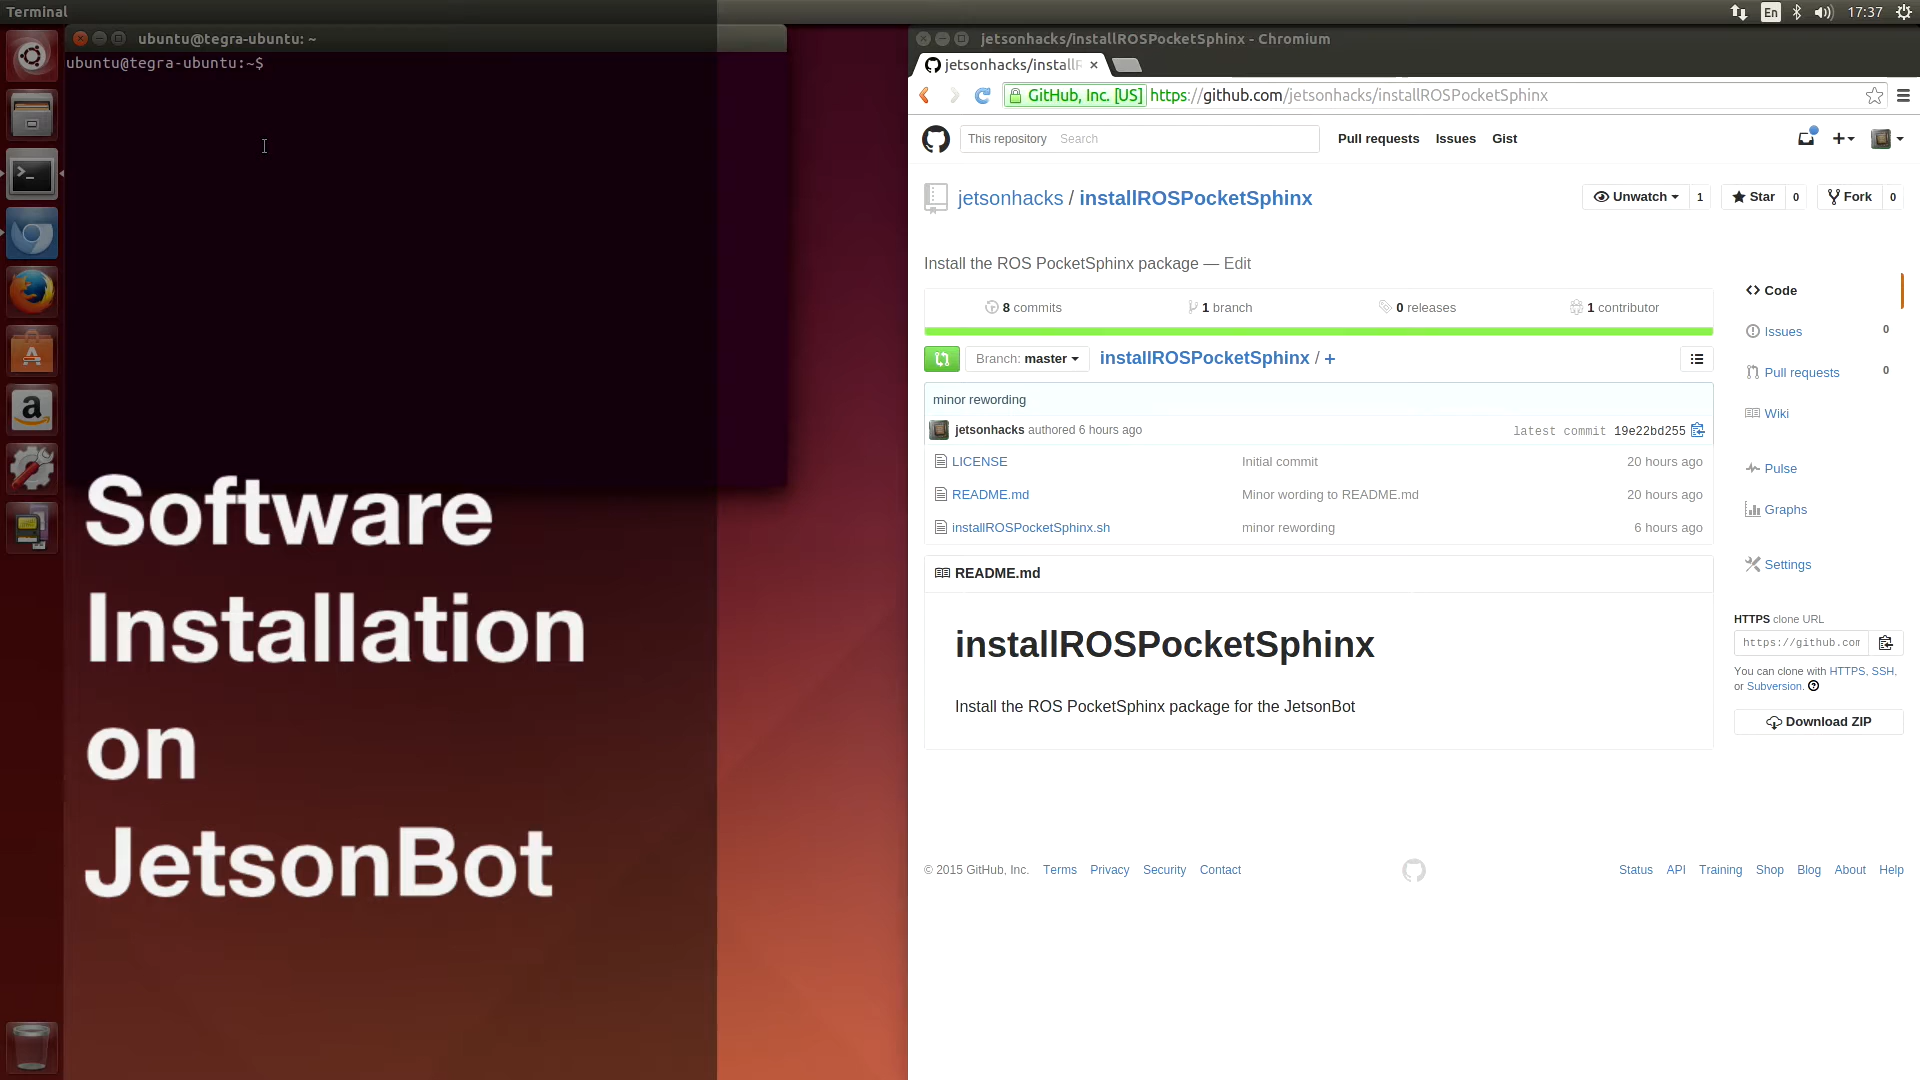 Terminal
En
17:37
ubuntu@tegra-ubuntu: ~
ubuntu@tegra-ubuntu:~$
Software
Installation
on
JetsonBot
jetsonhacks/installROSPocketSphinx - Chromium
jetsonhacks/installR
GitHub, Inc. [US] https://github.com/jetsonhacks/installROSPocketSphinx
This repository Search Pull requests Issues Gist
jetsonhacks / installROSPocketSphinx
Unwatch 1 Star 0 Fork 0
Install the ROS PocketSphinx package — Edit
8 commits 1 branch 0 releases 1 contributor
Branch: master installROSPocketSphinx / +
minor rewording
jetsonhacks authored 6 hours ago latest commit 19e22bd255
LICENSE Initial commit 20 hours ago
README.md Minor wording to README.md 20 hours ago
installROSPocketSphinx.sh minor rewording 6 hours ago
README.md
installROSPocketSphinx
Install the ROS PocketSphinx package for the JetsonBot
Code
Issues 0
Pull requests 0
Wiki
Pulse
Graphs
Settings
HTTPS clone URL
https://github.com
You can clone with HTTPS, SSH,
or Subversion.
Download ZIP
© 2015 GitHub, Inc. Terms Privacy Security Contact
Status API Training Shop Blog About Help